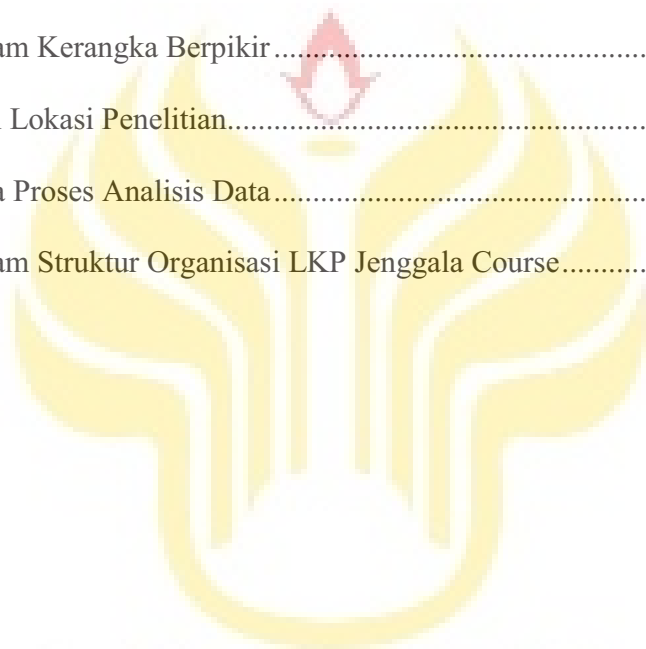 am Kerangka Berpikir..............................................
Lokasi Penelitian....................................................
a Proses Analisis Data..............................................
am Struktur Organisasi LKP Jenggala Course...........